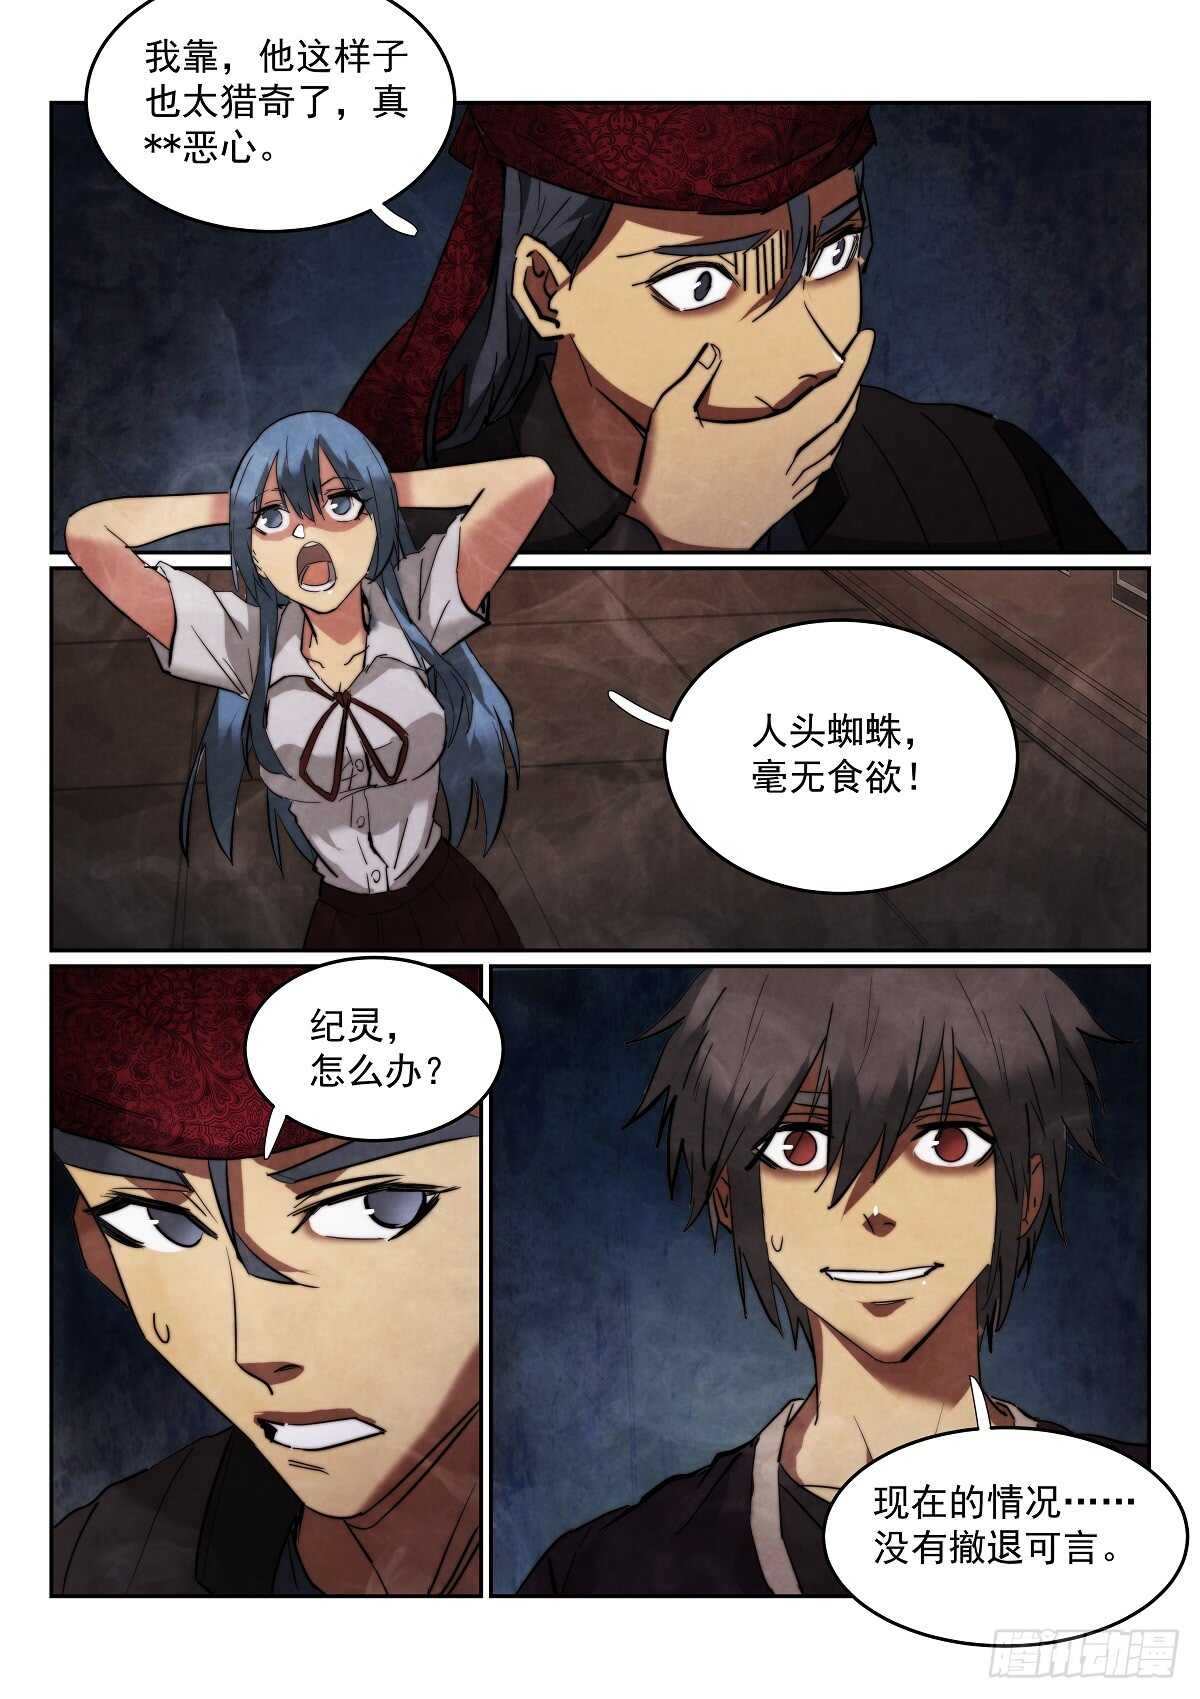 我靠，他这样子
也太猎奇了，真
**恶心。
人头蜘蛛，
毫无食欲！
纪灵，
怎么办？
现在的情况……
没有撤退可言。
腾讯动漫